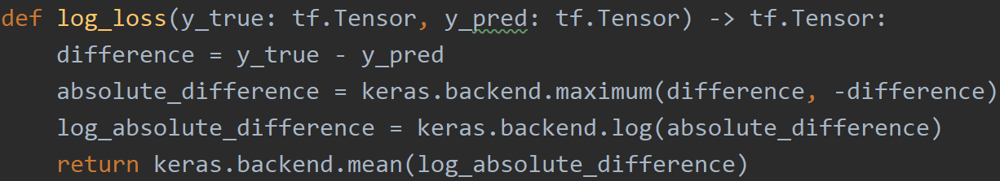 def log_loss(y_true: tf.Tensor, y_pred: tf.Tensor) -> tf.Tensor:
    difference = y_true - y_pred
    absolute_difference = keras.backend.maximum(difference, -difference)
    log_absolute_difference = keras.backend.log(absolute_difference)
    return keras.backend.mean(log_absolute_difference)